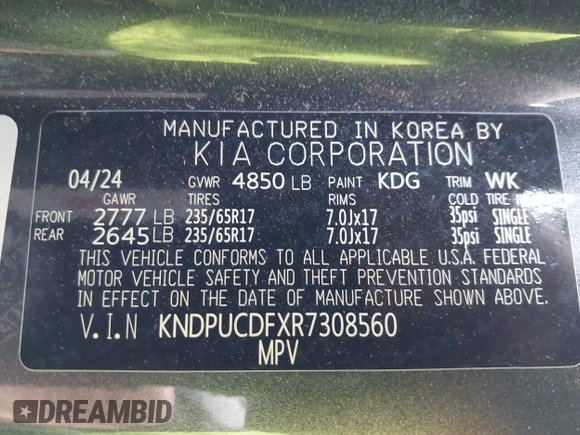 MANUFACTURED IN KOREA BY
KIA CORPORATION
04/24 GVWR 4850 LB PAINT KDG TRIM WK
GAWR TIRES RIMS COLD TIRE
FRONT 2777 LB 235/65R17 7.0Jx17 35psi SINGLE
REAR 2645 LB 235/65R17 7.0Jx17 35psi SINGLE
THIS VEHICLE CONFORMS TO ALL APPLICABLE U.S.A. FEDERAL
MOTOR VEHICLE SAFETY AND THEFT PREVENTION STANDARDS
IN EFFECT ON THE DATE OF MANUFACTURE SHOWN ABOVE.
V.I.N KNDPUCDFXR7308560
MPV
DREAMBID